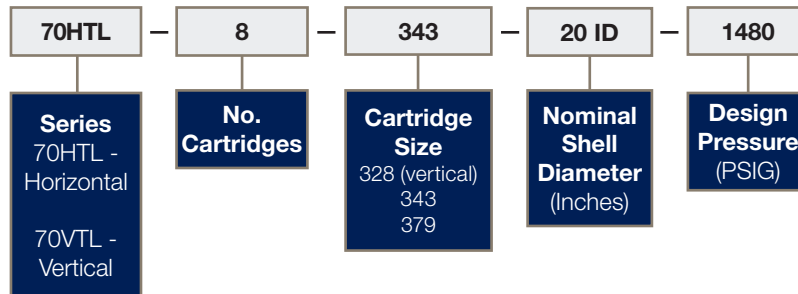 70HTL – 8 – 343 – 20 ID – 1480
Series
70HTL -
Horizontal
70VTL -
Vertical
No.
Cartridges
Cartridge
Size
328 (vertical)
343
379
Nominal
Shell
Diameter
(Inches)
Design
Pressure
(PSIG)